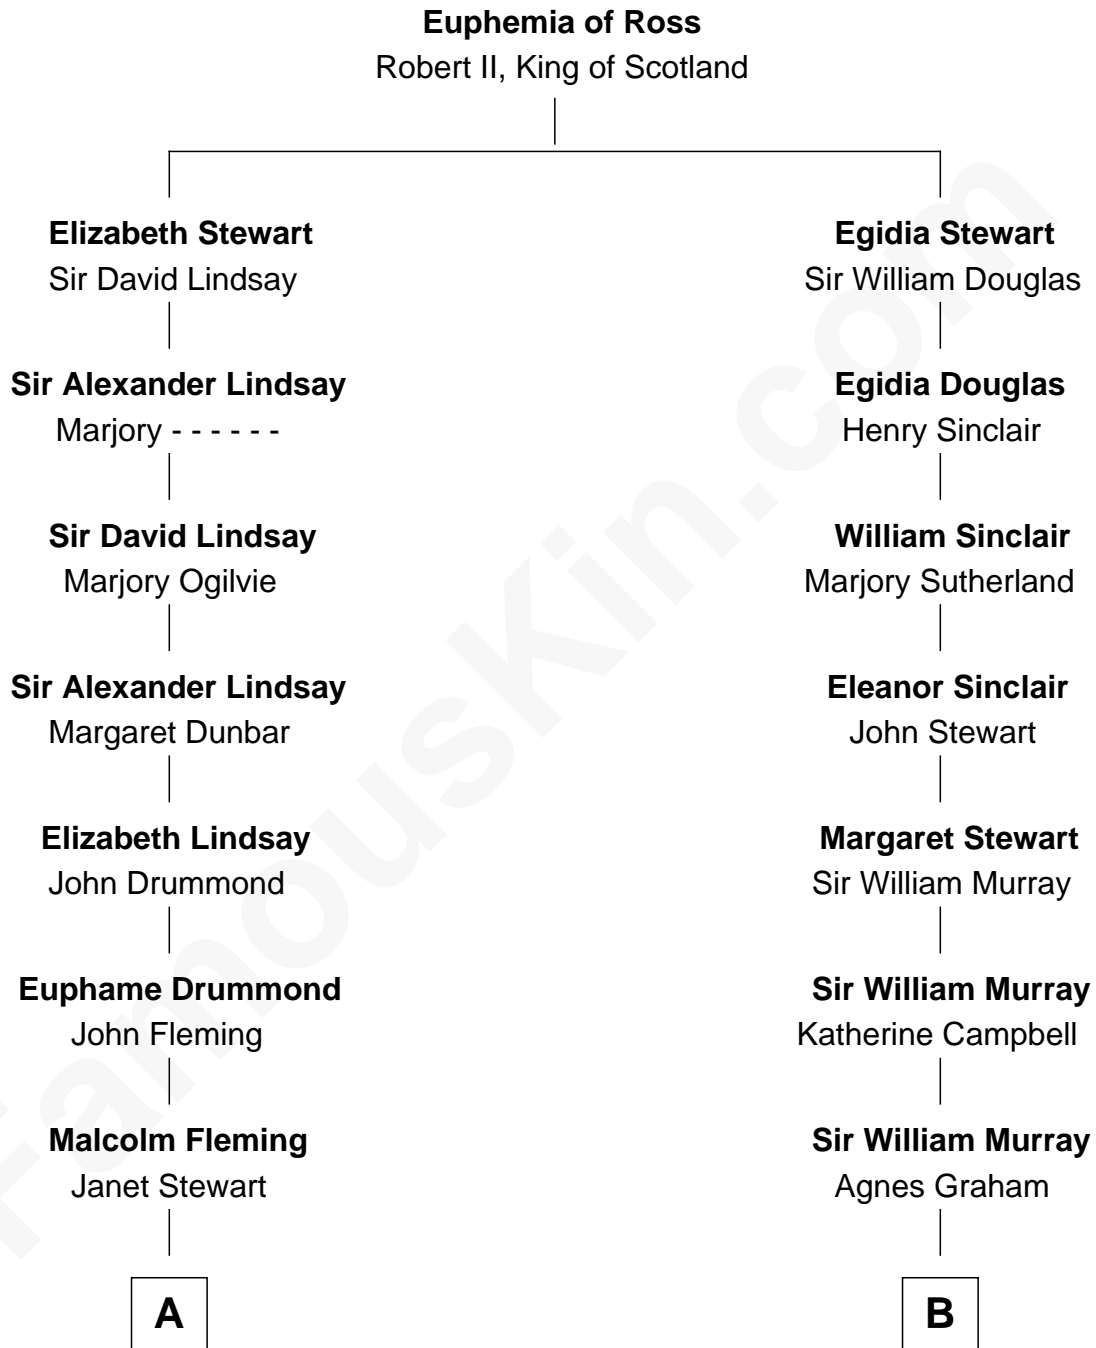 Euphemia of Ross
Robert II, King of Scotland
Elizabeth Stewart
Sir David Lindsay
Egidia Stewart
Sir William Douglas
Sir Alexander Lindsay
Marjory - - - - - -
Egidia Douglas
Henry Sinclair
Sir David Lindsay
Marjory Ogilvie
William Sinclair
Marjory Sutherland
Sir Alexander Lindsay
Margaret Dunbar
Eleanor Sinclair
John Stewart
Elizabeth Lindsay
John Drummond
Margaret Stewart
Sir William Murray
Euphame Drummond
John Fleming
Sir William Murray
Katherine Campbell
Malcolm Fleming
Janet Stewart
Sir William Murray
Agnes Graham
A
B
FamousKin.com